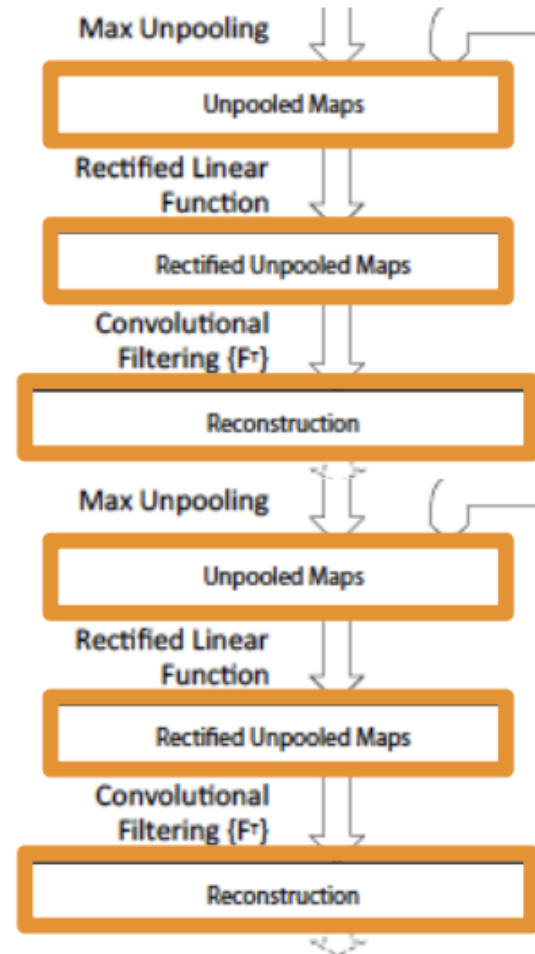 Max Unpooling
Unpooled Maps
Rectified Linear
Function
Rectified Unpooled Maps
Convolutional
Filtering {Fᵀ}
Reconstruction
Max Unpooling
Unpooled Maps
Rectified Linear
Function
Rectified Unpooled Maps
Convolutional
Filtering {Fᵀ}
Reconstruction